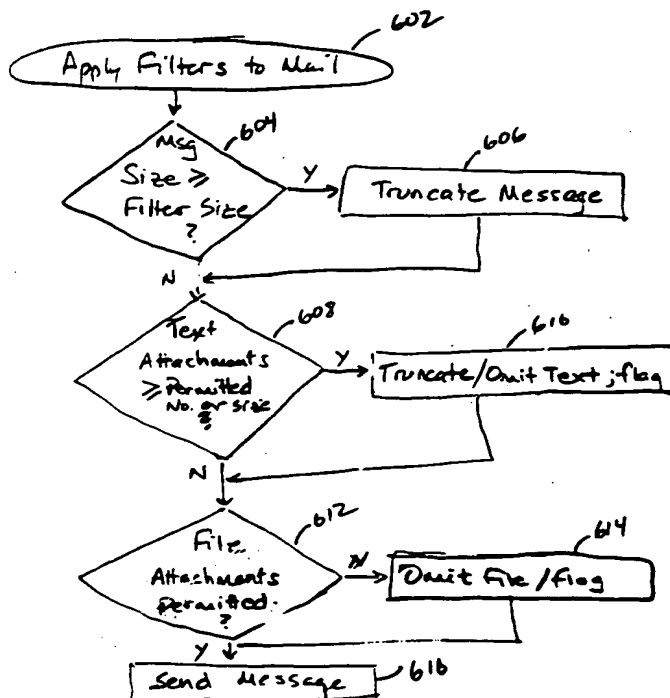 602
Apply Filters to Mail
604
Msg
Size ≥
Filter Size
?
Y
606
Truncate Message
N
608
Text
Attachments
≥ Permitted
No. or size
?
Y
610
Truncate/Omit Text ; flag
N
612
File
Attachments
Permitted
?
N
614
Omit File / flag
Y
Send Message
616